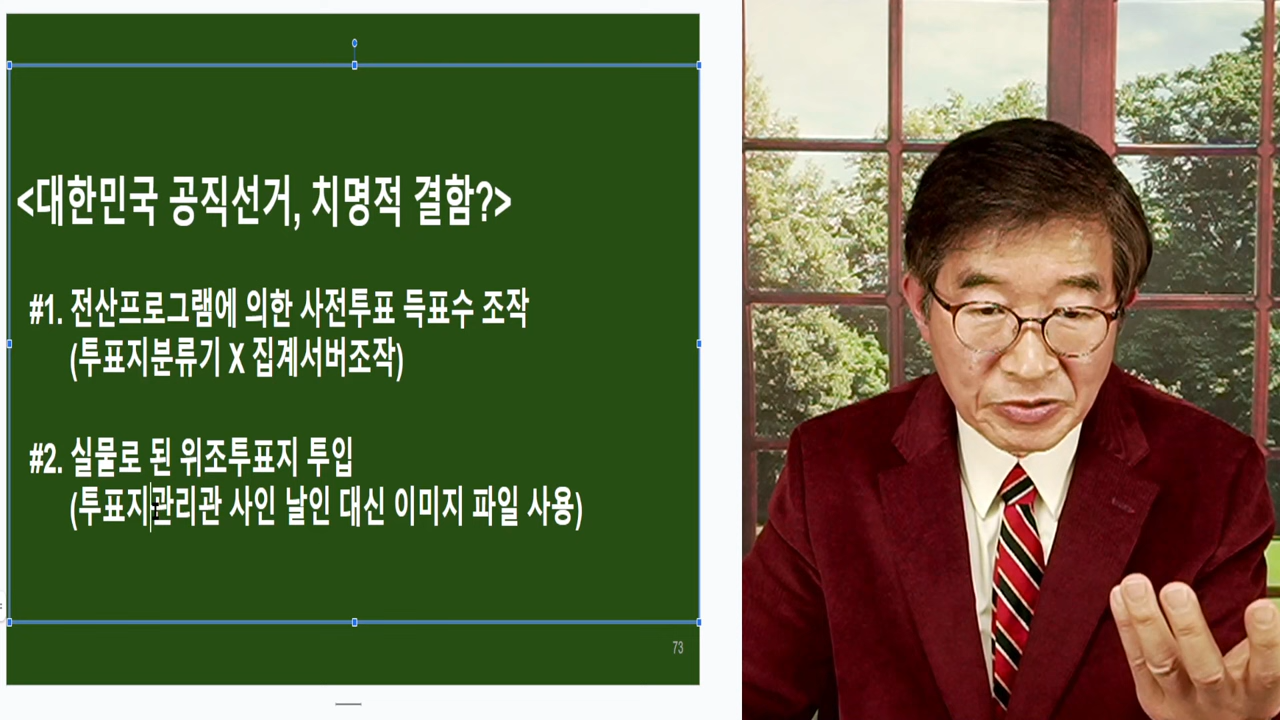 <대한민국 공직선거, 치명적 결함?>
#1. 전산프로그램에 의한 사전투표 득표수 조작
(투표지분류기 X 집계서버조작)
#2. 실물로 된 위조투표지 투입
(투표지관리관 사인 날인 대신 이미지 파일 사용)
73